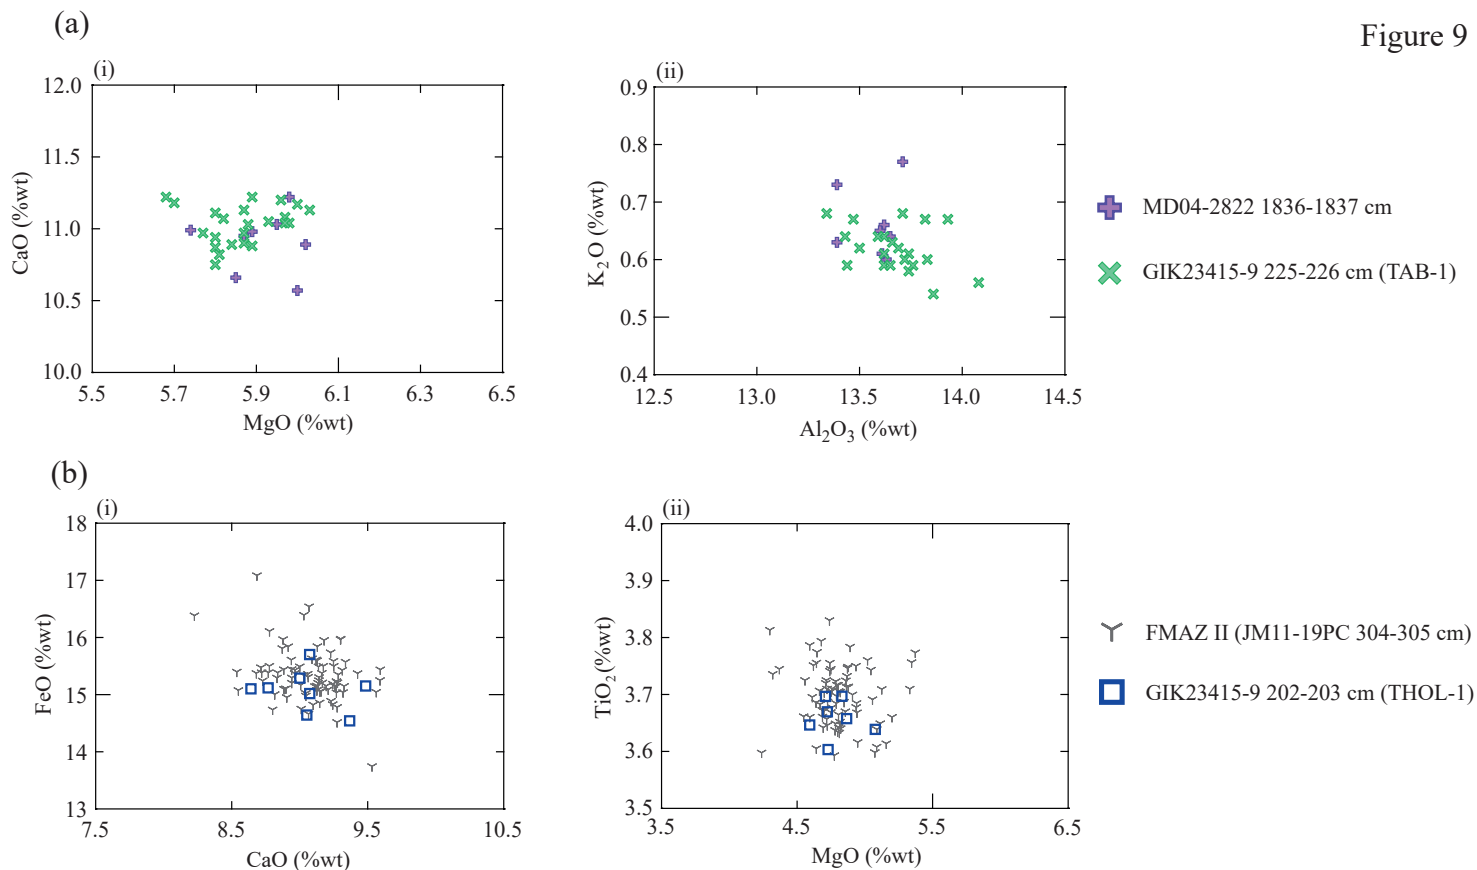 (a)
Figure 9
(i)
12.0
11.5
11.0
10.5
10.0
CaO (%wt)
5.5 5.7 5.9 6.1 6.3 6.5
MgO (%wt)
(ii)
0.9
0.8
0.7
0.6
0.5
0.4
K2O (%wt)
12.5 13.0 13.5 14.0 14.5
Al2O3 (%wt)
MD04-2822 1836-1837 cm
GIK23415-9 225-226 cm (TAB-1)
(b)
(i)
18
17
16
15
14
13
FeO (%wt)
7.5 8.5 9.5 10.5
CaO (%wt)
(ii)
4.0
3.9
3.8
3.7
3.6
3.5
TiO2 (%wt)
3.5 4.5 5.5 6.5
MgO (%wt)
FMAZ II (JM11-19PC 304-305 cm)
GIK23415-9 202-203 cm (THOL-1)